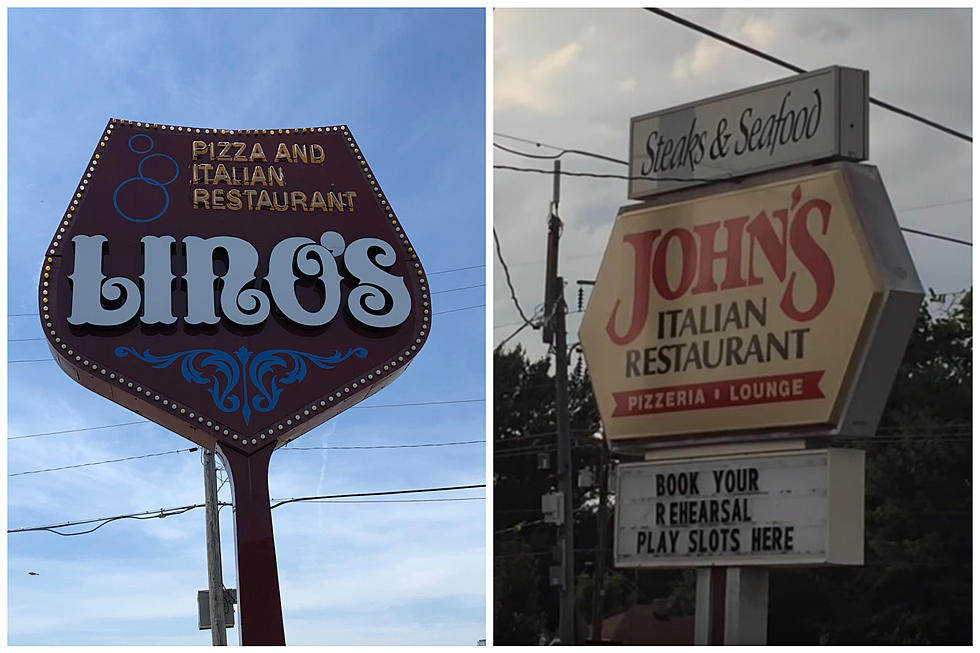 PIZZA AND
ITALIAN
RESTAURANT
LINO'S
Steaks & Seafood
JOHN'S
ITALIAN
RESTAURANT
PIZZERIA • LOUNGE
BOOK YOUR
REHEARSAL
PLAY SLOTS HERE